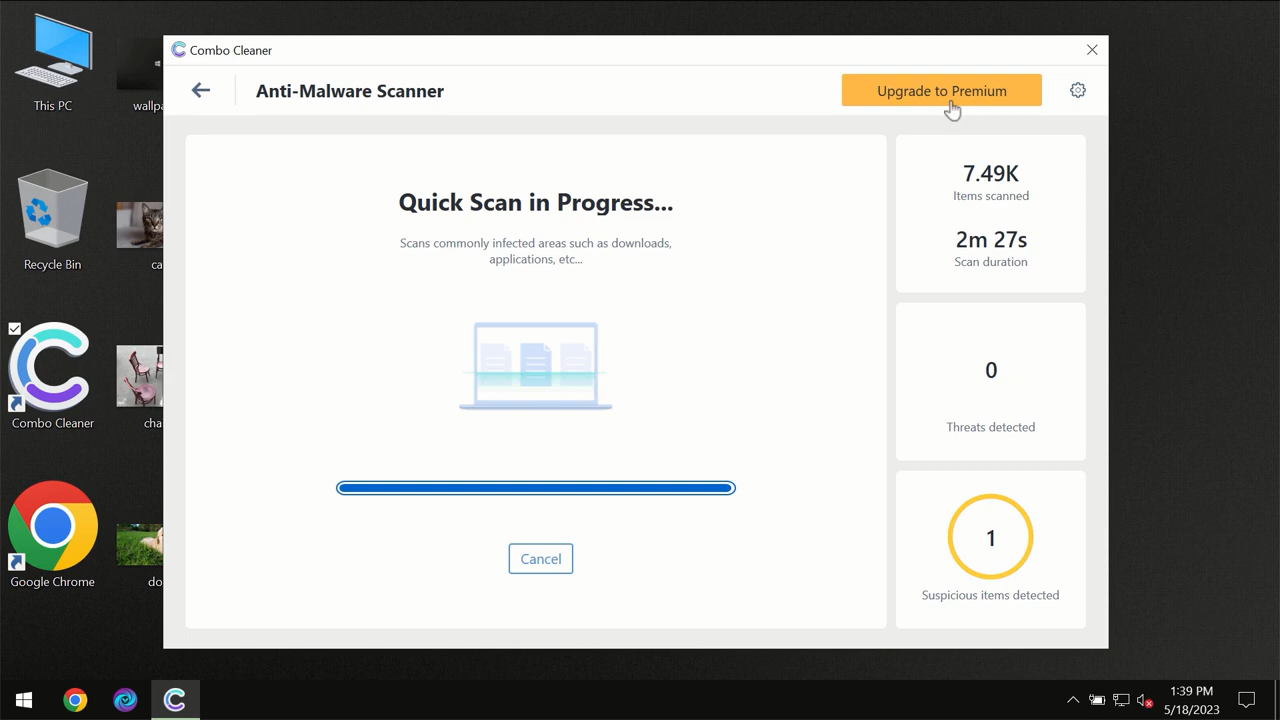 Combo Cleaner
This PC
wallpa
Anti-Malware Scanner
Upgrade to Premium
Quick Scan in Progress...
Scans commonly infected areas such as downloads,
applications, etc...
7.49K
Items scanned
2m 27s
Scan duration
Recycle Bin
ca
0
Threats detected
Combo Cleaner
cha
Cancel
1
Suspicious items detected
Google Chrome
do
1:39 PM
5/18/2023